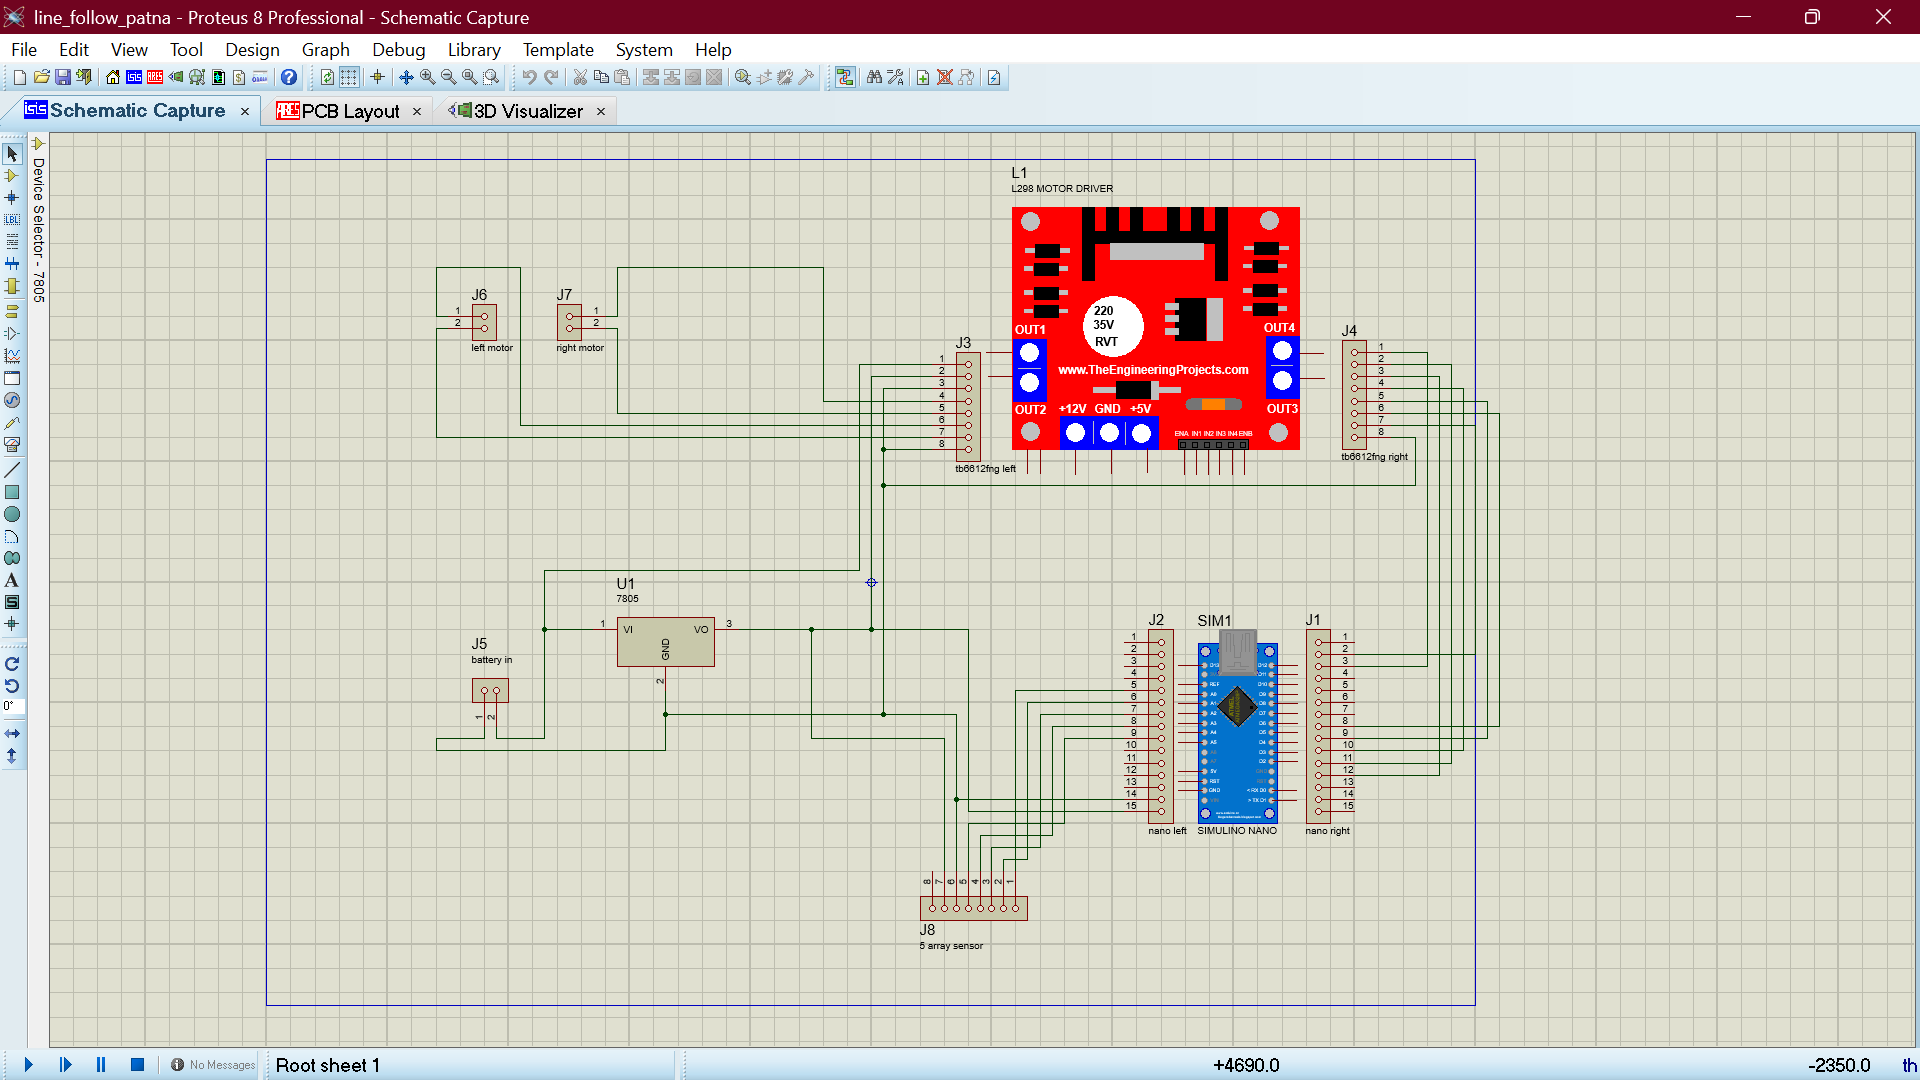 line_follow_patna - Proteus 8 Professional - Schematic Capture
File Edit View Tool Design Graph Debug Library Template System Help
Schematic Capture × PCB Layout × 3D Visualizer ×
Device Selector - 7805
LBL
A
S
0°
L1
L298 MOTOR DRIVER
220
35V
RVT
OUT1
OUT4
www.TheEngineeringProjects.com
OUT2 +12V GND +5V
OUT3
ENA IN1 IN2 IN3 IN4 ENB
J6
1
2
left motor
J7
1
2
right motor
J3
1
2
3
4
5
6
7
8
tb6612fng left
J4
1
2
3
4
5
6
7
8
tb6612fng right
U1
7805
1 VI VO 3
GND
2
J5
battery in
1 2
J2
1
2
3
4
5
6
7
8
9
10
11
12
13
14
15
nano left
SIM1
SIMULINO NANO
J1
1
2
3
4
5
6
7
8
9
10
11
12
13
14
15
nano right
8 7 6 5 4 3 2 1
J8
5 array sensor
No Messages
Root sheet 1
+4690.0
-2350.0
th